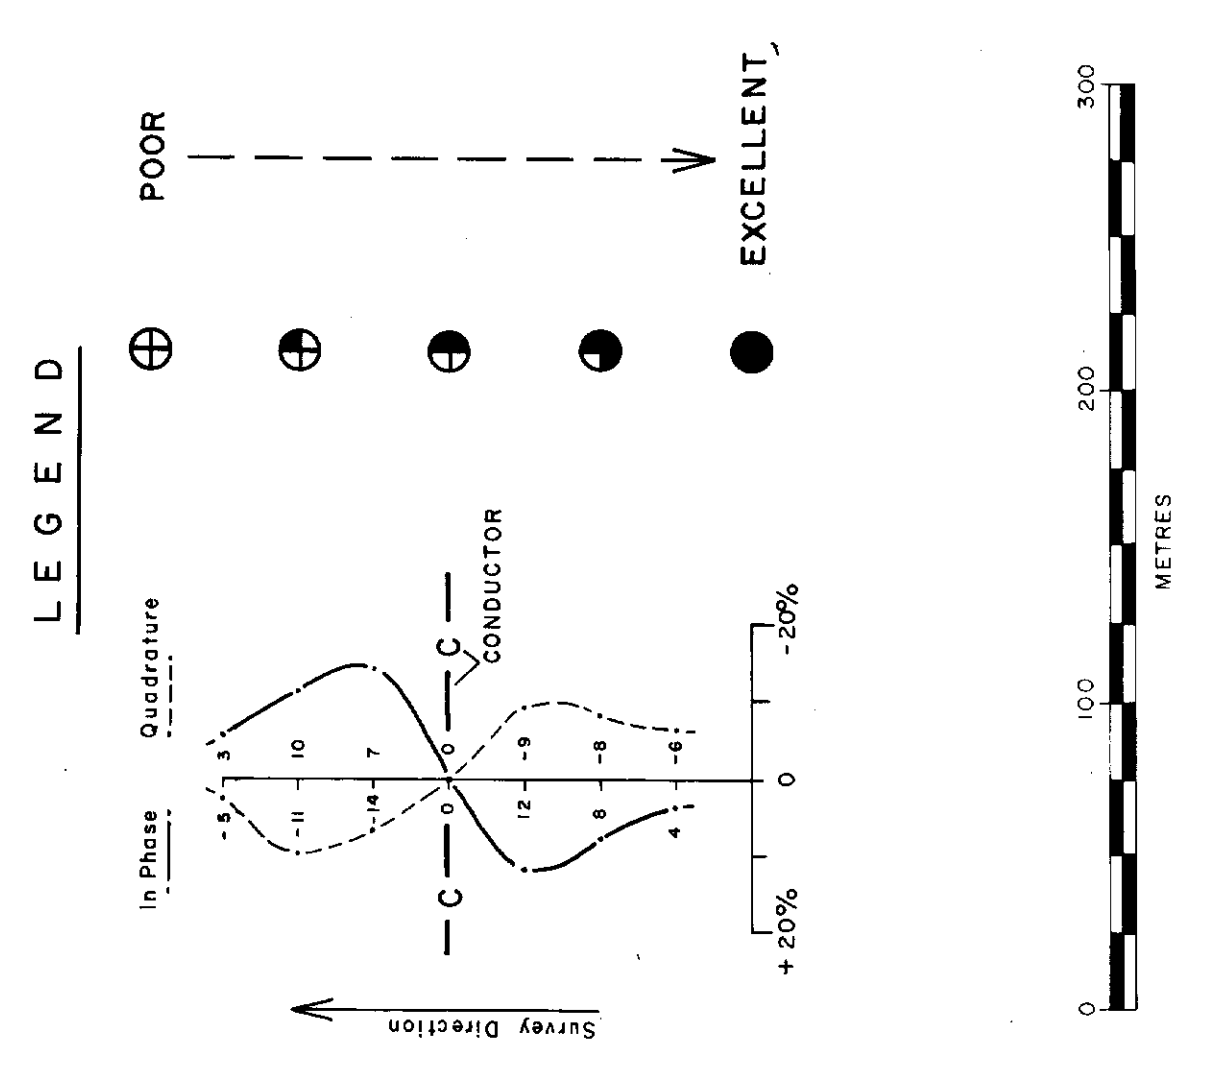 LEGEND
In Phase
Quadrature
POOR
-5 3
-11 10
-14 7
C 0 0 C
CONDUCTOR
12 -9
8 -8
4 -6
Survey Direction
EXCELLENT
+20% 0 -20%
0 100 200 300
METRES